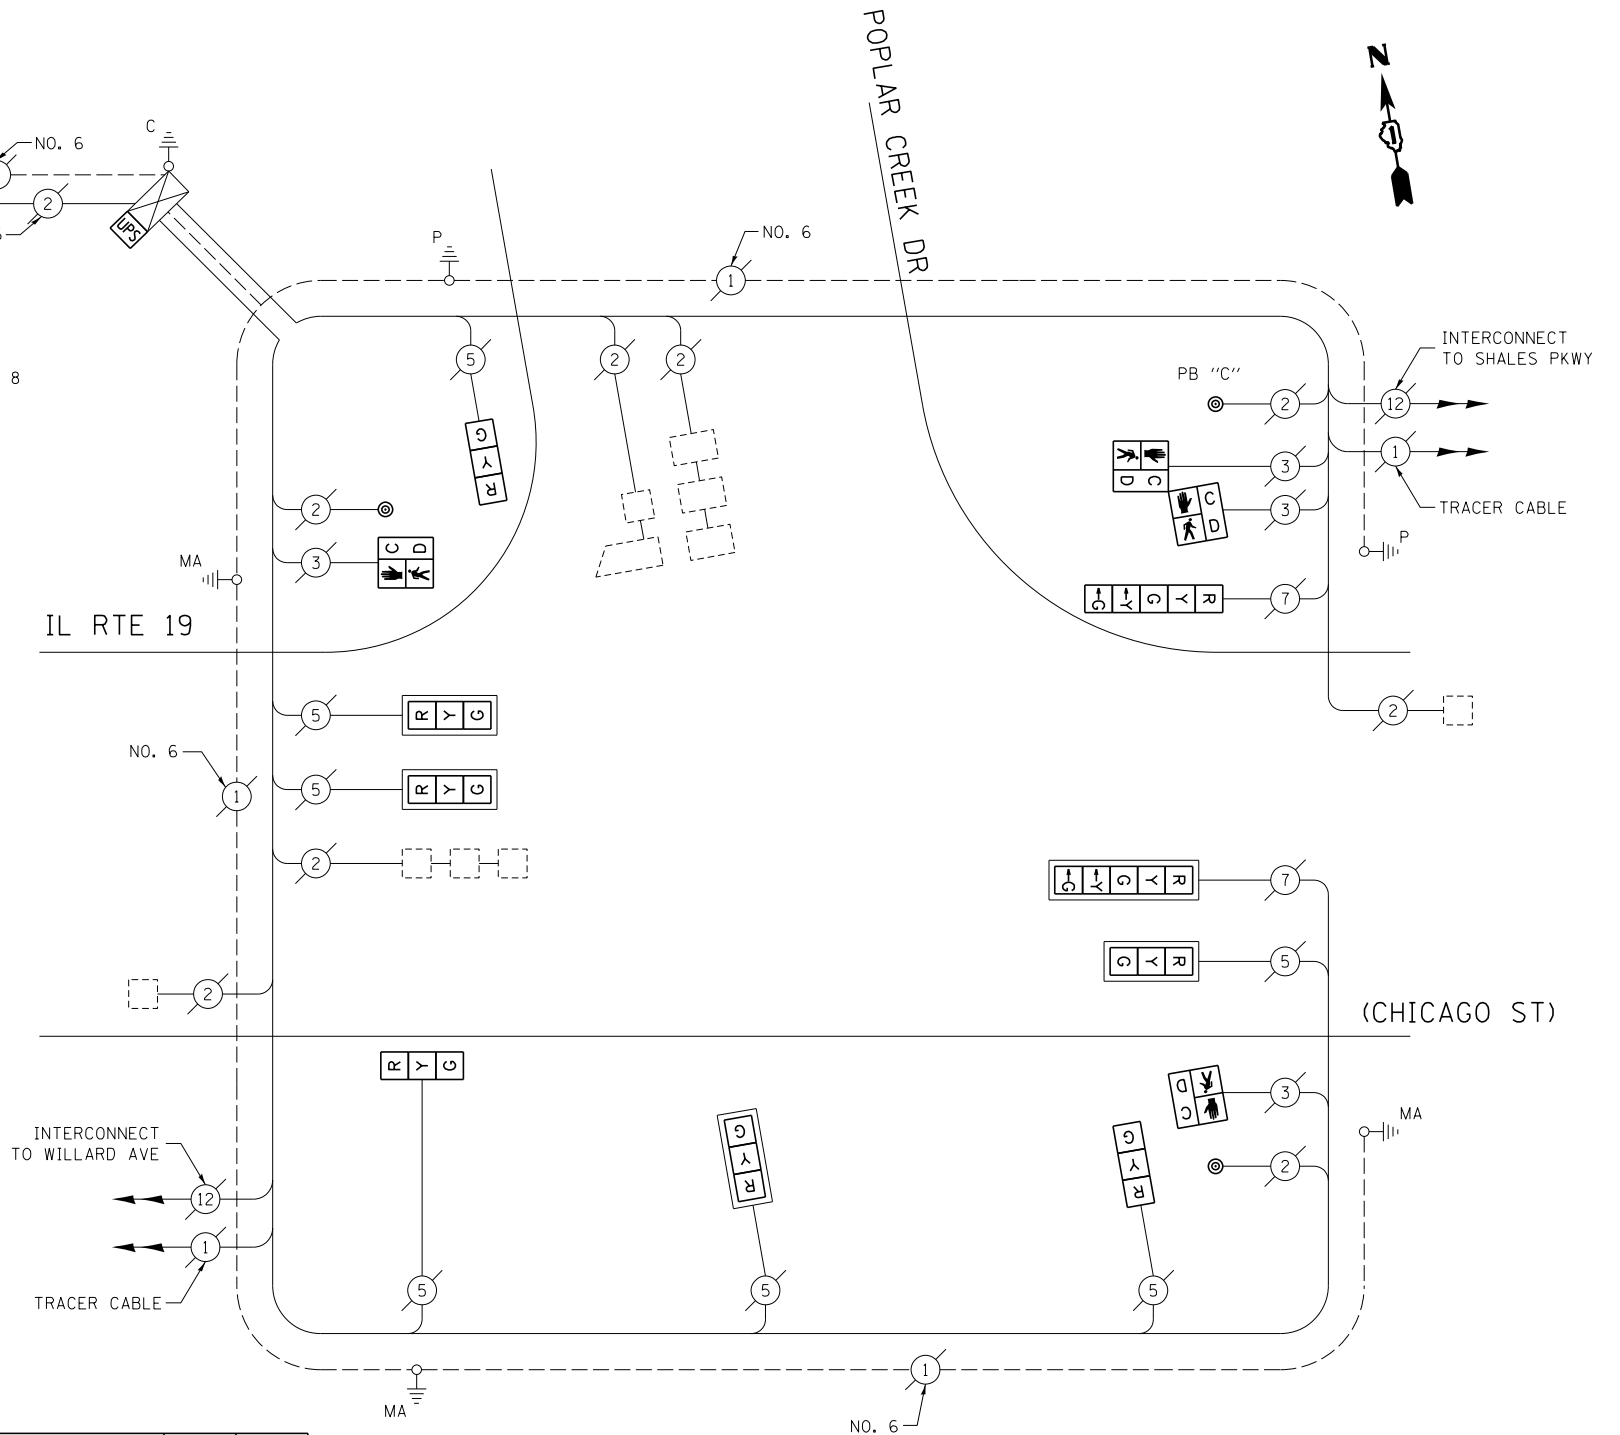 POPLAR CREEK DR
N
1
C
NO. 6
2
UPS
P
1
NO. 6
8
5
2
2
G
Y
R
INTERCONNECT
TO SHALES PKWY
PB "C"
2
12
3
1
D C
3
C
D
TRACER CABLE
P
2
3
C D
MA
7
G Y G Y R
IL RTE 19
5
R Y G
2
NO. 6
1
5
R Y G
2
7
G Y G Y R
5
G Y R
2
(CHICAGO ST)
R Y G
3
D
C
MA
INTERCONNECT
TO WILLARD AVE
12
G
Y
R
G
Y
R
2
1
TRACER CABLE
5
5
5
1
MA
NO. 6